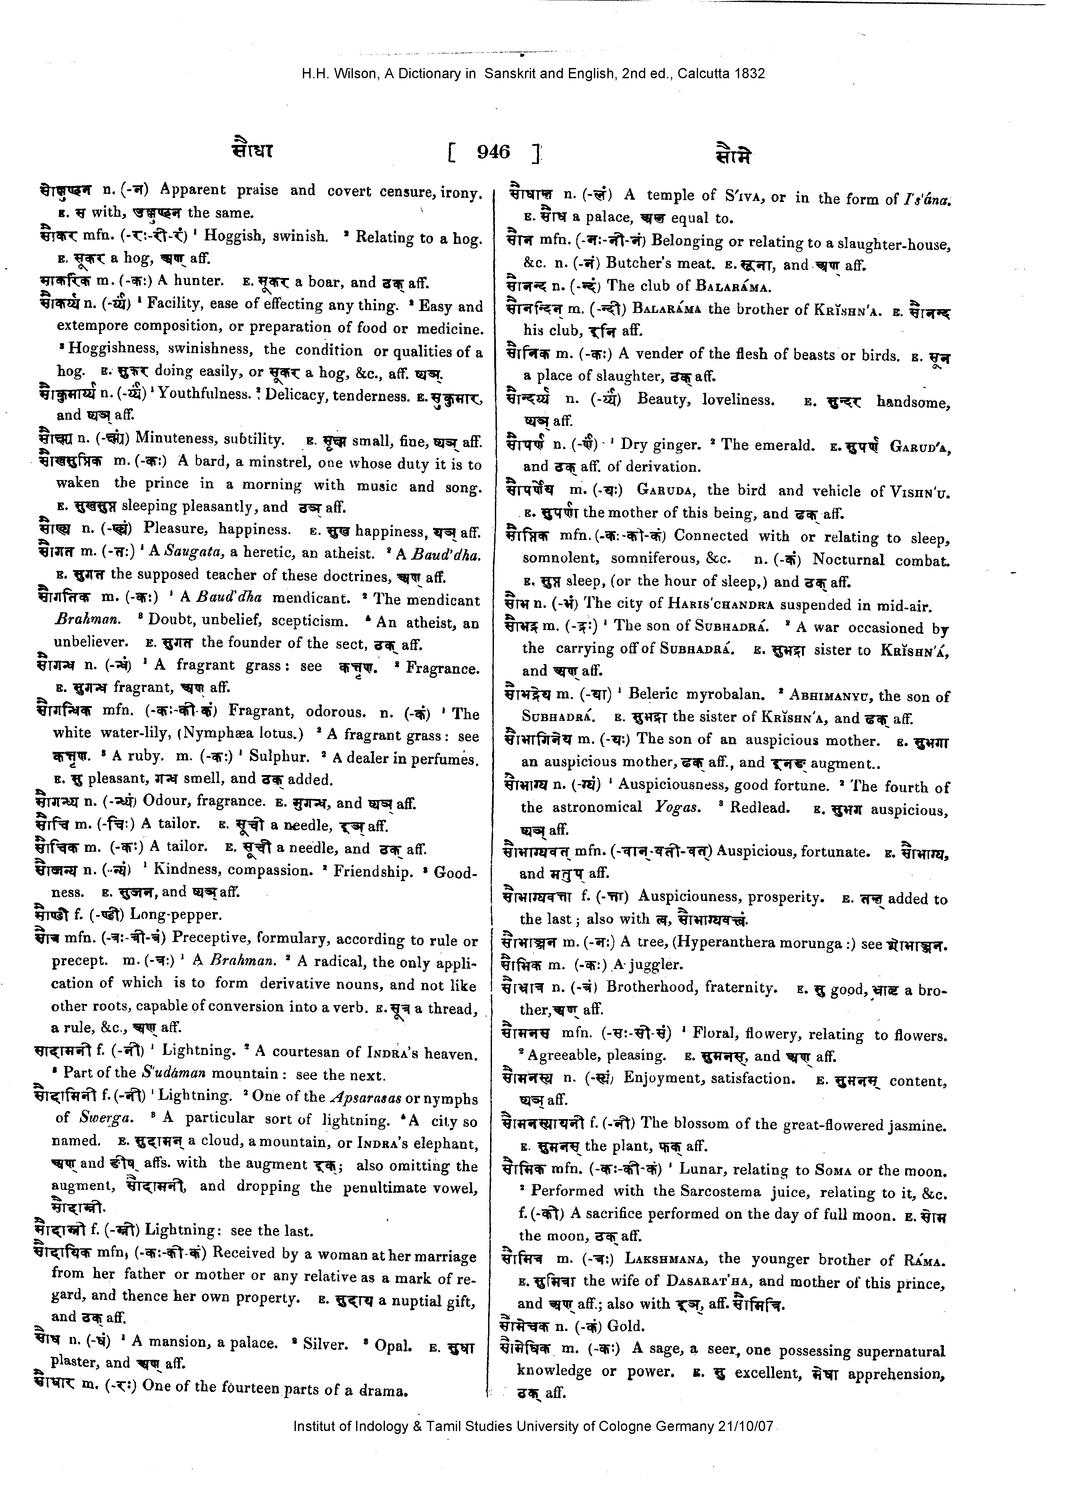 H.H. Wilson, A Dictionary in Sanskrit and English, 2nd ed., Calcutta 1832
सौधा [ 946 ] सौमे
n. (-नं) Apparent praise and covert censure, irony.
E. स with, the same.
सौकर mfn. (-रः-री-रं) ¹ Hoggish, swinish. ² Relating to a hog.
E. सूकर a hog, अण् aff.
सौकरिक m. (-कः) A hunter. E. सूकर a boar, and ठक् aff.
सौकर्य्य n. (-र्य्यं) ¹ Facility, ease of effecting any thing. ² Easy and
extempore composition, or preparation of food or medicine.
³ Hoggishness, swinishness, the condition or qualities of a
hog. E. सुकर doing easily, or सूकर a hog, &c., aff. ष्यञ्.
सौकुमार्य्य n. (-र्य्यं) ¹ Youthfulness. ² Delicacy, tenderness. E. सुकुमार,
and ष्यञ् aff.
सौक्ष्म्य n. (-क्ष्म्यं) Minuteness, subtility. E. सूक्ष्म small, fine, ष्यञ् aff.
सौखसुप्तिक m. (-कः) A bard, a minstrel, one whose duty it is to
waken the prince in a morning with music and song.
E. सुखसुप्त sleeping pleasantly, and ठञ् aff.
सौख्य n. (-ख्यं) Pleasure, happiness. E. सुख happiness, यञ् aff.
सौगत m. (-तः) ¹ A Saugata, a heretic, an atheist. ² A Baud'dha.
E. सुगत the supposed teacher of these doctrines, अण् aff.
सौगतिक m. (-कः) ¹ A Baud'dha mendicant. ² The mendicant
Brahman. ³ Doubt, unbelief, scepticism. ⁴ An atheist, an
unbeliever. E. सुगत the founder of the sect, ठक् aff.
सौगन्ध n. (-न्धं) ¹ A fragrant grass: see कत्तृण. ² Fragrance.
E. सुगन्ध fragrant, अण् aff.
सौगन्धिक mfn. (-कः-की-कं) Fragrant, odorous. n. (-कं) ¹ The
white water-lily, (Nymphæa lotus.) ² A fragrant grass: see
कत्तृण. ³ A ruby. m. (-कः) ¹ Sulphur. ² A dealer in perfumes.
E. सु pleasant, गन्ध smell, and ठक् added.
सौगन्ध्य n. (-न्ध्यं) Odour, fragrance. E. सुगन्ध, and ष्यञ् aff.
सौचि m. (-चिः) A tailor. E. सूची a needle, इञ् aff.
सौचिक m. (-कः) A tailor. E. सूची a needle, and ठक् aff.
सौजन्य n. (-न्यं) ¹ Kindness, compassion. ² Friendship. ³ Good-
ness. E. सुजन, and ष्यञ् aff.
सौण्डी f. (-ण्डी) Long-pepper.
सौत्र mfn. (-त्रः-त्री-त्रं) Preceptive, formulary, according to rule or
precept. m. (-त्रः) ¹ A Brahman. ² A radical, the only appli-
cation of which is to form derivative nouns, and not like
other roots, capable of conversion into a verb. E. सूत्र a thread,
a rule, &c., अण् aff.
सौदामनी f. (-नी) ¹ Lightning. ² A courtesan of INDRA'S heaven.
³ Part of the S'udáman mountain: see the next.
सौदामिनी f. (-नी) ¹ Lightning. ² One of the Apsarasas or nymphs
of Swerga. ³ A particular sort of lightning. ⁴ A city so
named. E. सुदामन् a cloud, a mountain, or INDRA'S elephant,
अण् and ङीप् affs. with the augment इक्; also omitting the
augment, सौदामनी, and dropping the penultimate vowel,
सौदाम्नी.
सौदाम्नी f. (-म्नी) Lightning: see the last.
सौदायिक mfn, (-कः-की-कं) Received by a woman at her marriage
from her father or mother or any relative as a mark of re-
gard, and thence her own property. E. सुदाय a nuptial gift,
and ठक् aff.
सौध n. (-धं) ¹ A mansion, a palace. ² Silver. ³ Opal. E. सुधा
plaster, and अण् aff.
सौधार m. (-रः) One of the fourteen parts of a drama.
सौधाल n. (-लं) A temple of S'IVA, or in the form of I's'ána.
E. सौध a palace, अल equal to.
सौन mfn. (-नः-नी-नं) Belonging or relating to a slaughter-house,
&c. n. (-नं) Butcher's meat. E. सूना, and अण् aff.
सौनन्द n. (-न्दं) The club of BALARÁMA.
सौनन्दिन् m. (-न्दी) BALARÁMA the brother of KRĬSHN'A. E. सौनन्द
his club, इनि aff.
सौनिक m. (-कः) A vender of the flesh of beasts or birds. E. सून
a place of slaughter, ठक् aff.
सौन्दर्य्य n. (-र्य्यं) Beauty, loveliness. E. सुन्दर handsome,
ष्यञ् aff.
सौपर्ण n. (-र्णं) ¹ Dry ginger. ² The emerald. E. सुपर्ण GARUD'A,
and ठक् aff. of derivation.
सौपर्णेय m. (-यः) GARUDA, the bird and vehicle of VISHN'U.
E. सुपर्णा the mother of this being, and ढक् aff.
सौप्तिक mfn. (-कः-की-कं) Connected with or relating to sleep,
somnolent, somniferous, &c. n. (-कं) Nocturnal combat.
E. सुप्त sleep, (or the hour of sleep,) and ठक् aff.
सौभ n. (-भं) The city of HARIS'CHANDRA suspended in mid-air.
सौभद्र m. (-द्रः) ¹ The son of SUBHADRÁ. ² A war occasioned by
the carrying off of SUBHADRÁ. E. सुभद्रा sister to KRĬSHN'Á,
and अण् aff.
सौभद्रेय m. (-यः) ¹ Beleric myrobalan. ² ABHIMANYU, the son of
SUBHADRÁ. E. सुभद्रा the sister of KRĬSHN'A, and ढक् aff.
सौभागिनेय m. (-यः) The son of an auspicious mother. E. सुभगा
an auspicious mother, ढक् aff., and इनङ् augment..
सौभाग्य n. (-ग्यं) ¹ Auspiciousness, good fortune. ² The fourth of
the astronomical Yogas. ³ Redlead. E. सुभग auspicious,
ष्यञ् aff.
सौभाग्यवत् mfn. (-वान्-वती-वत्) Auspicious, fortunate. E. सौभाग्य,
and मतुप् aff.
सौभाग्यवत्ता f. (-त्ता) Auspiciouness, prosperity. E. तल् added to
the last; also with त्व, सौभाग्यवत्त्वं.
सौभाञ्जन m. (-नः) A tree, (Hyperanthera morunga:) see शोभाञ्जन.
सौभिक m. (-कः) A juggler.
सौभ्रात्र n. (-त्रं) Brotherhood, fraternity. E. सु good, भ्रातृ a bro-
ther, अण् aff.
सौमनस mfn. (-सः-सी-सं) ¹ Floral, flowery, relating to flowers.
² Agreeable, pleasing. E. सुमनस्, and अण् aff.
सौमनस्य n. (-स्यं) Enjoyment, satisfaction. E. सुमनस् content,
ष्यञ् aff.
सौमनस्यायनी f. (-नी) The blossom of the great-flowered jasmine.
E. सुमनस् the plant, फक् aff.
सौमिक mfn. (-कः-की-कं) ¹ Lunar, relating to SOMA or the moon.
² Performed with the Sarcostema juice, relating to it, &c.
f. (-की) A sacrifice performed on the day of full moon. E. सोम
the moon, ठक् aff.
सौमित्र m. (-त्रः) LAKSHMANA, the younger brother of RÁMA.
E. सुमित्रा the wife of DASARAT'HA, and mother of this prince,
and अण् aff.; also with इञ्, aff. सौमित्रि.
सौमेचक n. (-कं) Gold.
सौमेधिक m. (-कः) A sage, a seer, one possessing supernatural
knowledge or power. E. सु excellent, मेधा apprehension,
ठक् aff.
Institut of Indology & Tamil Studies University of Cologne Germany 21/10/07